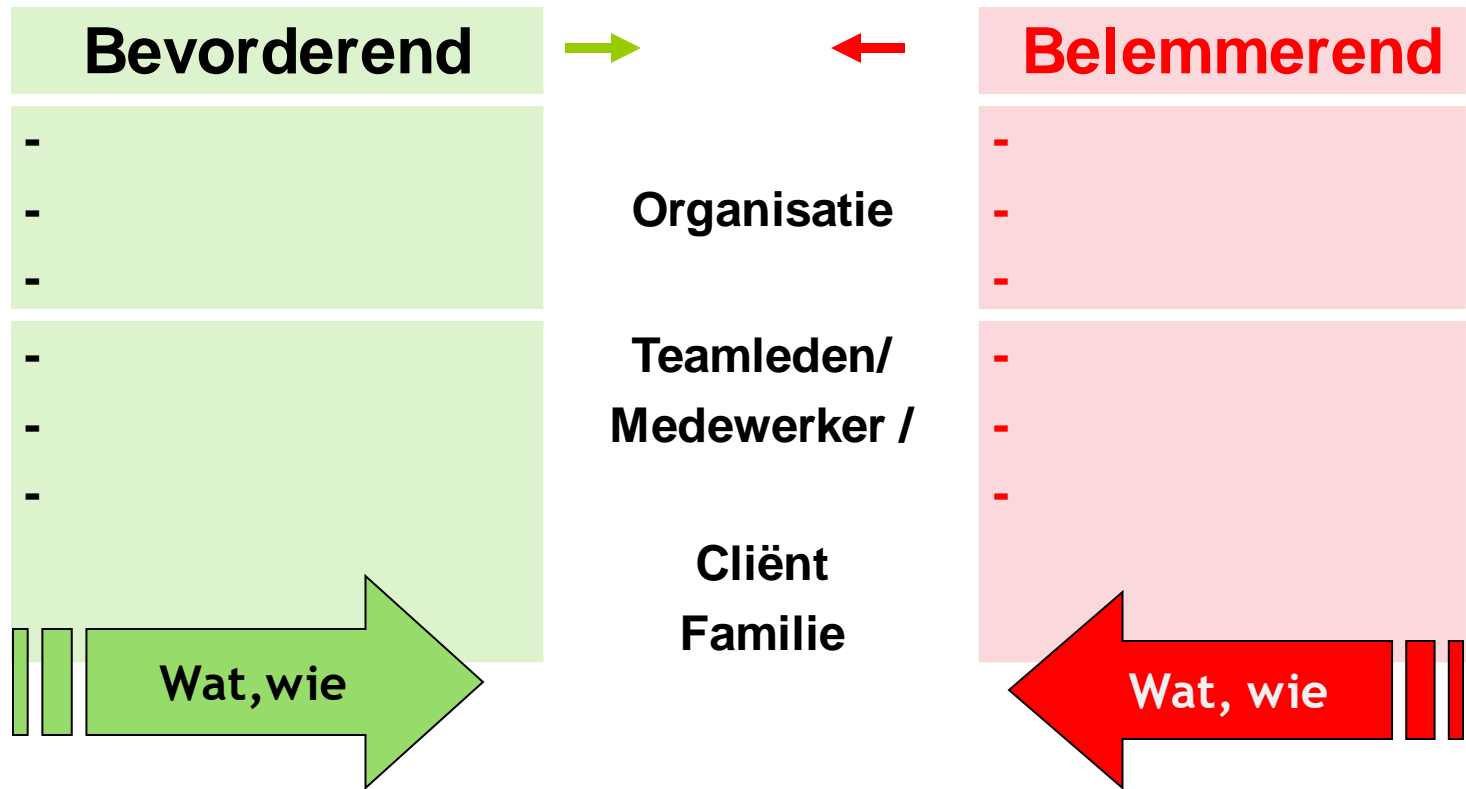 Bevorderend
Belemmerend
-
-
-
Organisatie
-
-
-
-
-
-
Teamleden/
Medewerker /
-
-
-
Cliënt
Familie
Wat,wie
Wat, wie